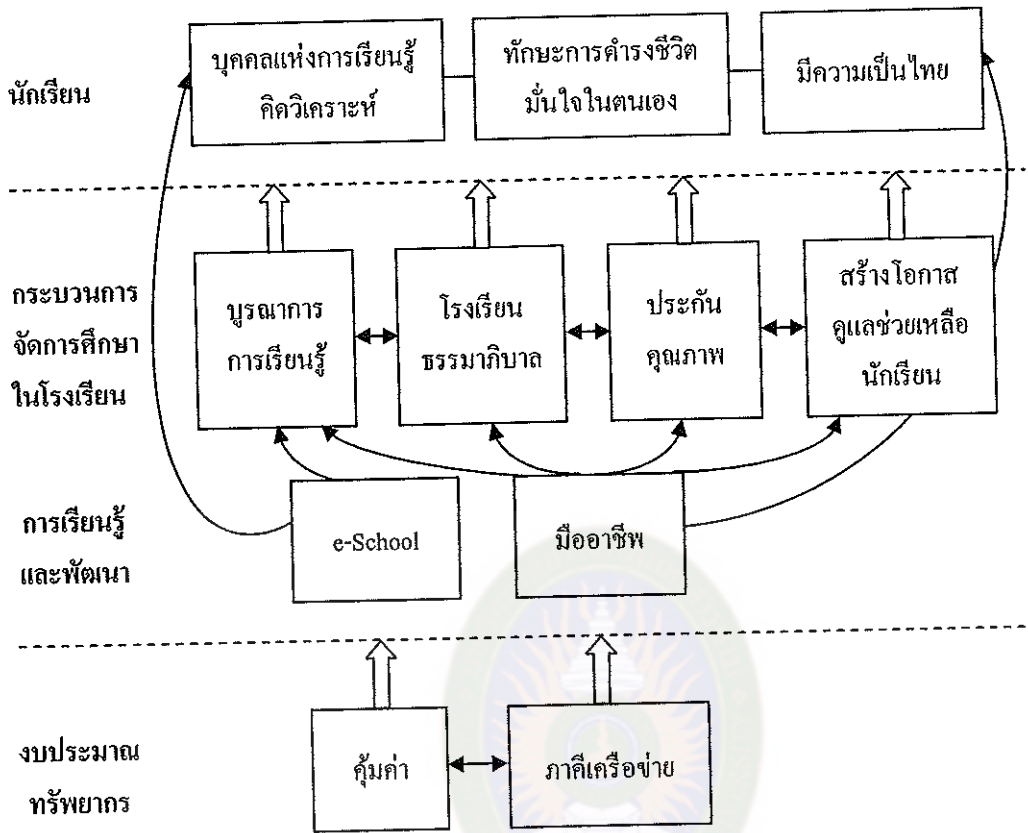 นักเรียน
บุคคลแห่งการเรียนรู้
คิดวิเคราะห์
ทักษะการดำรงชีวิต
มั่นใจในตนเอง
มีความเป็นไทย
กระบวนการ
จัดการศึกษา
ในโรงเรียน
บูรณาการ
การเรียนรู้
โรงเรียน
ธรรมาภิบาล
ประกัน
คุณภาพ
สร้างโอกาส
ดูแลช่วยเหลือ
นักเรียน
การเรียนรู้
และพัฒนา
e-School
มืออาชีพ
งบประมาณ
ทรัพยากร
คุ้มค่า
ภาคีเครือข่าย